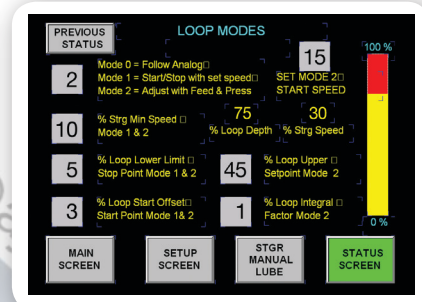 PREVIOUS
STATUS
LOOP MODES
15
100 %
2
Mode 0 = Follow Analog
Mode 1 = Start/Stop with set speed
Mode 2 = Adjust with Feed & Press
SET MODE 2
START SPEED
10
% Strg Min Speed
Mode 1 & 2
75
% Loop Depth
30
% Strg Speed
5
% Loop Lower Limit
Stop Point Mode 1 & 2
45
% Loop Upper
Setpoint Mode 2
3
% Loop Start Offset
Start Point Mode 1& 2
1
% Loop Integral
Factor Mode 2
0 %
MAIN
SCREEN
SETUP
SCREEN
STGR
MANUAL
LUBE
STATUS
SCREEN